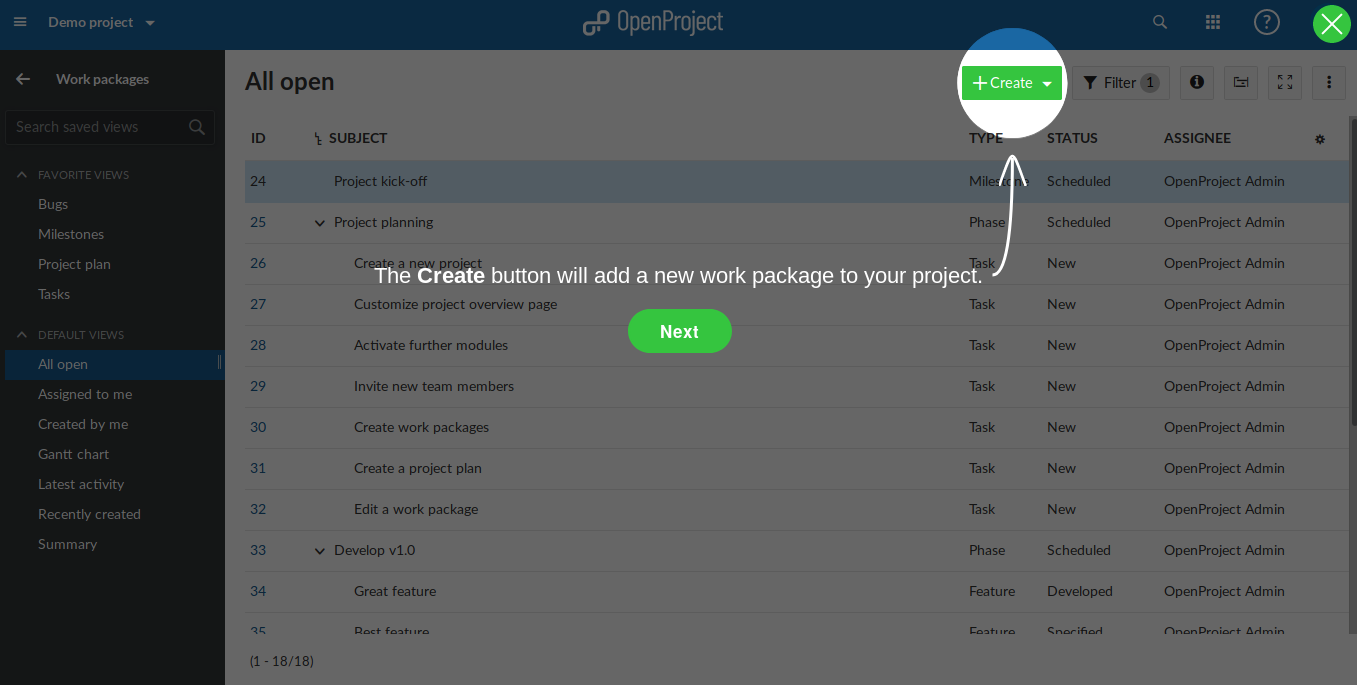 Demo project
OpenProject
?
Work packages
All open
Create
Filter 1
Search saved views
ID SUBJECT TYPE STATUS ASSIGNEE
FAVORITE VIEWS
Bugs
Milestones
Project plan
Tasks
DEFAULT VIEWS
All open
Assigned to me
Created by me
Gantt chart
Latest activity
Recently created
Summary
24 Project kick-off Milestone Scheduled OpenProject Admin
25 Project planning Phase Scheduled OpenProject Admin
26 Create a new project Task New OpenProject Admin
The Create button will add a new work package to your project.
27 Customize project overview page Task New OpenProject Admin
Next
28 Activate further modules Task New OpenProject Admin
29 Invite new team members Task New OpenProject Admin
30 Create work packages Task New OpenProject Admin
31 Create a project plan Task New OpenProject Admin
32 Edit a work package Task New OpenProject Admin
33 Develop v1.0 Phase Scheduled OpenProject Admin
34 Great feature Feature Developed OpenProject Admin
35 Best feature Feature Specified OpenProject Admin
(1 - 18/18)